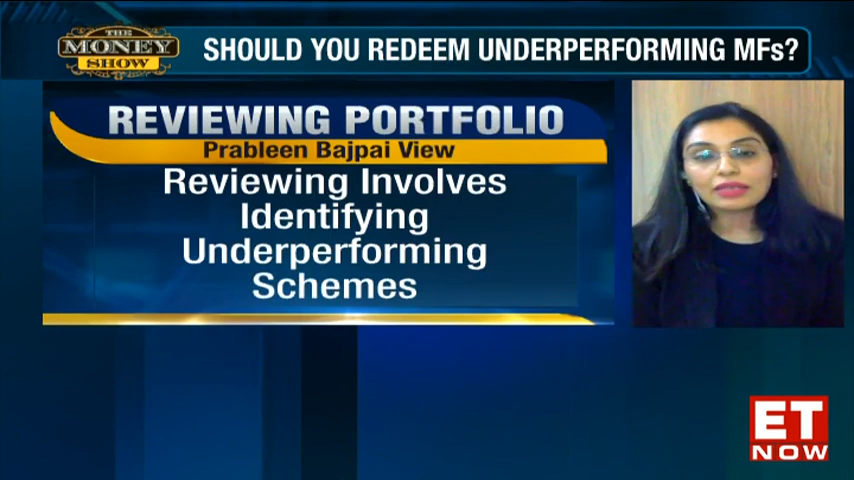 THE
MONEY
SHOW
SHOULD YOU REDEEM UNDERPERFORMING MFs?
REVIEWING PORTFOLIO
Prableen Bajpai View
Reviewing Involves
Identifying
Underperforming
Schemes
ET
NOW